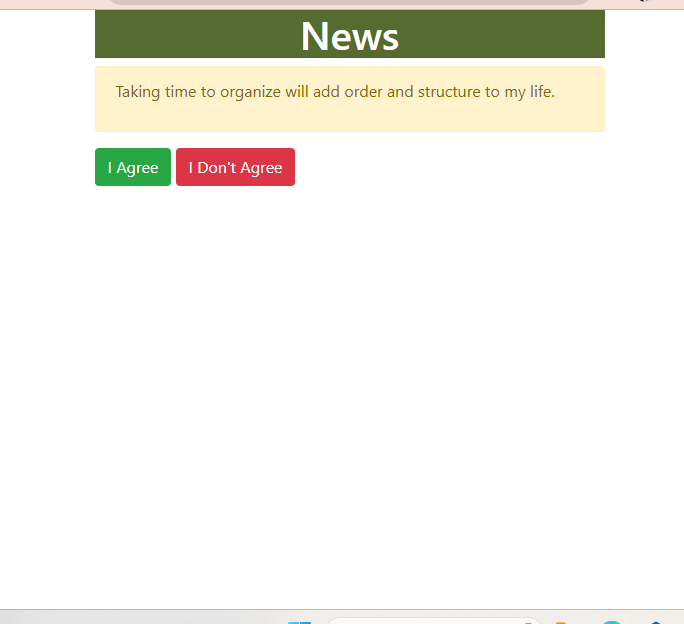 News
Taking time to organize will add order and structure to my life.
I Agree
I Don't Agree